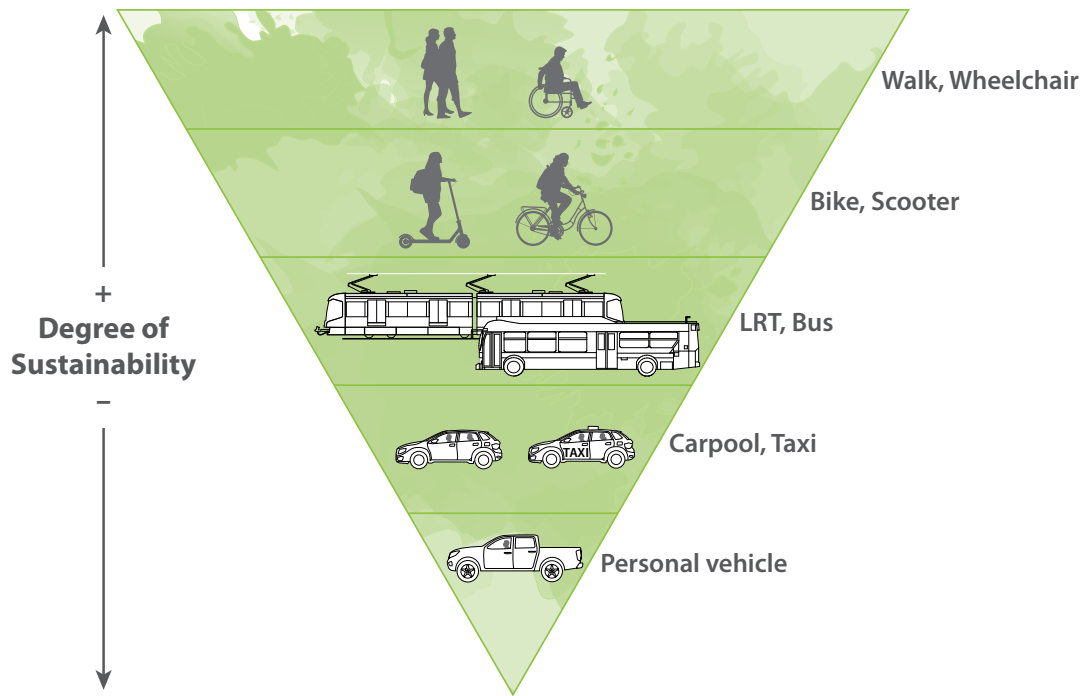 Walk, Wheelchair
Bike, Scooter
+
Degree of
Sustainability
–
LRT, Bus
Carpool, Taxi
TAXI
Personal vehicle